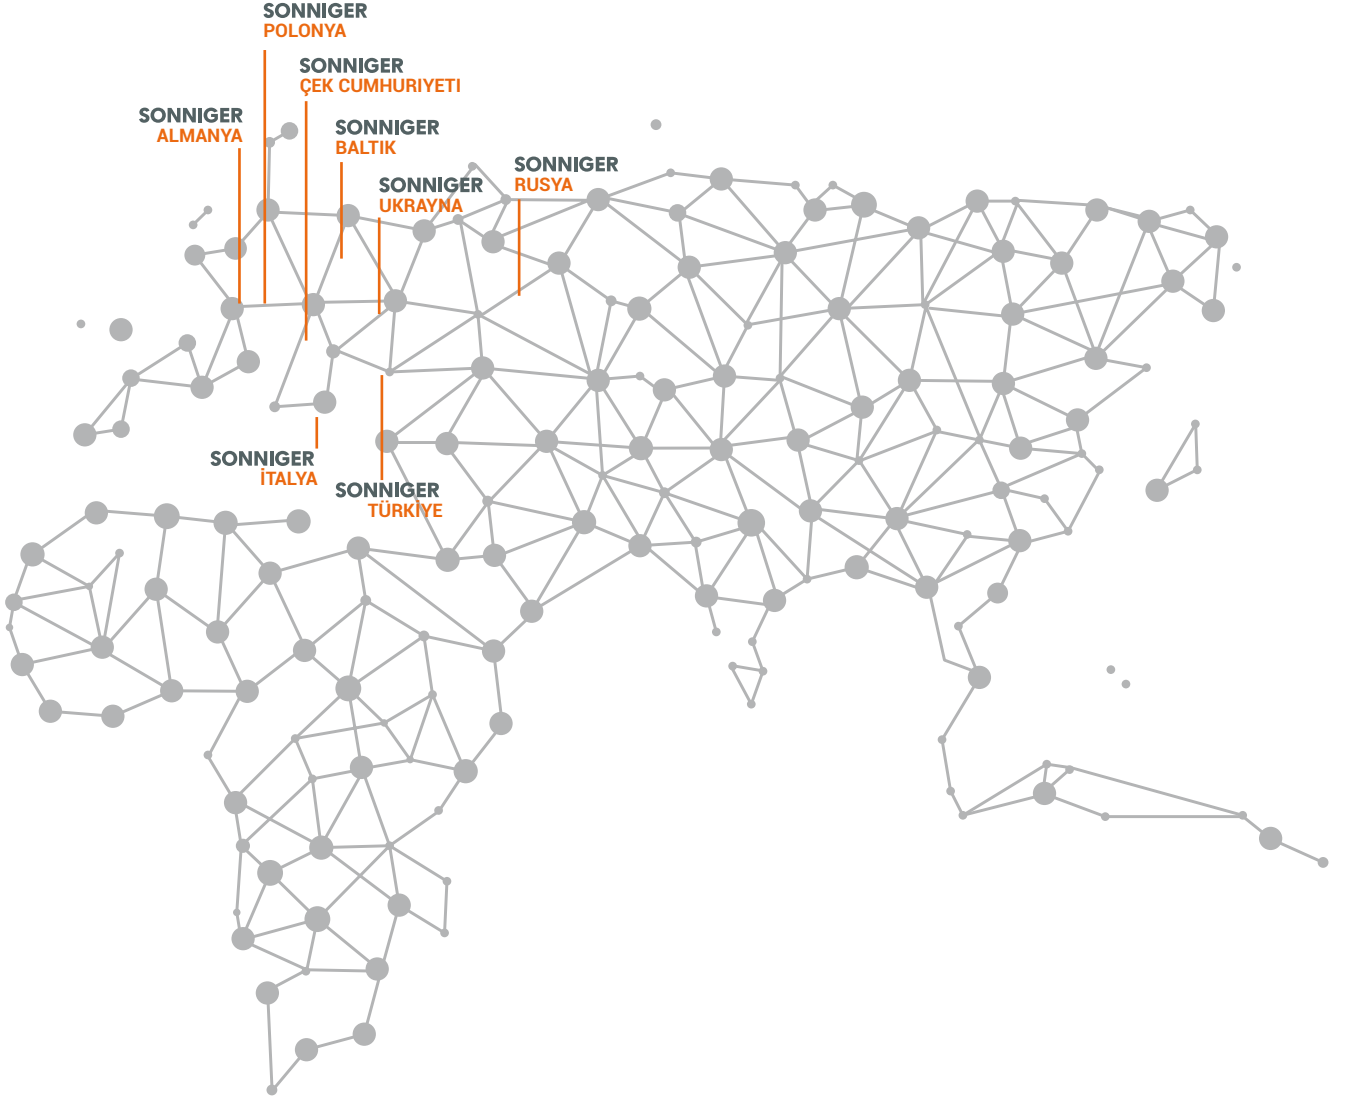 SONNIGER
POLONYA
SONNIGER
ÇEK CUMHURIYETI
SONNIGER
ALMANYA
SONNIGER
BALTIK
SONNIGER
RUSYA
SONNIGER
UKRAYNA
SONNIGER
İTALYA
SONNIGER
TÜRKİYE